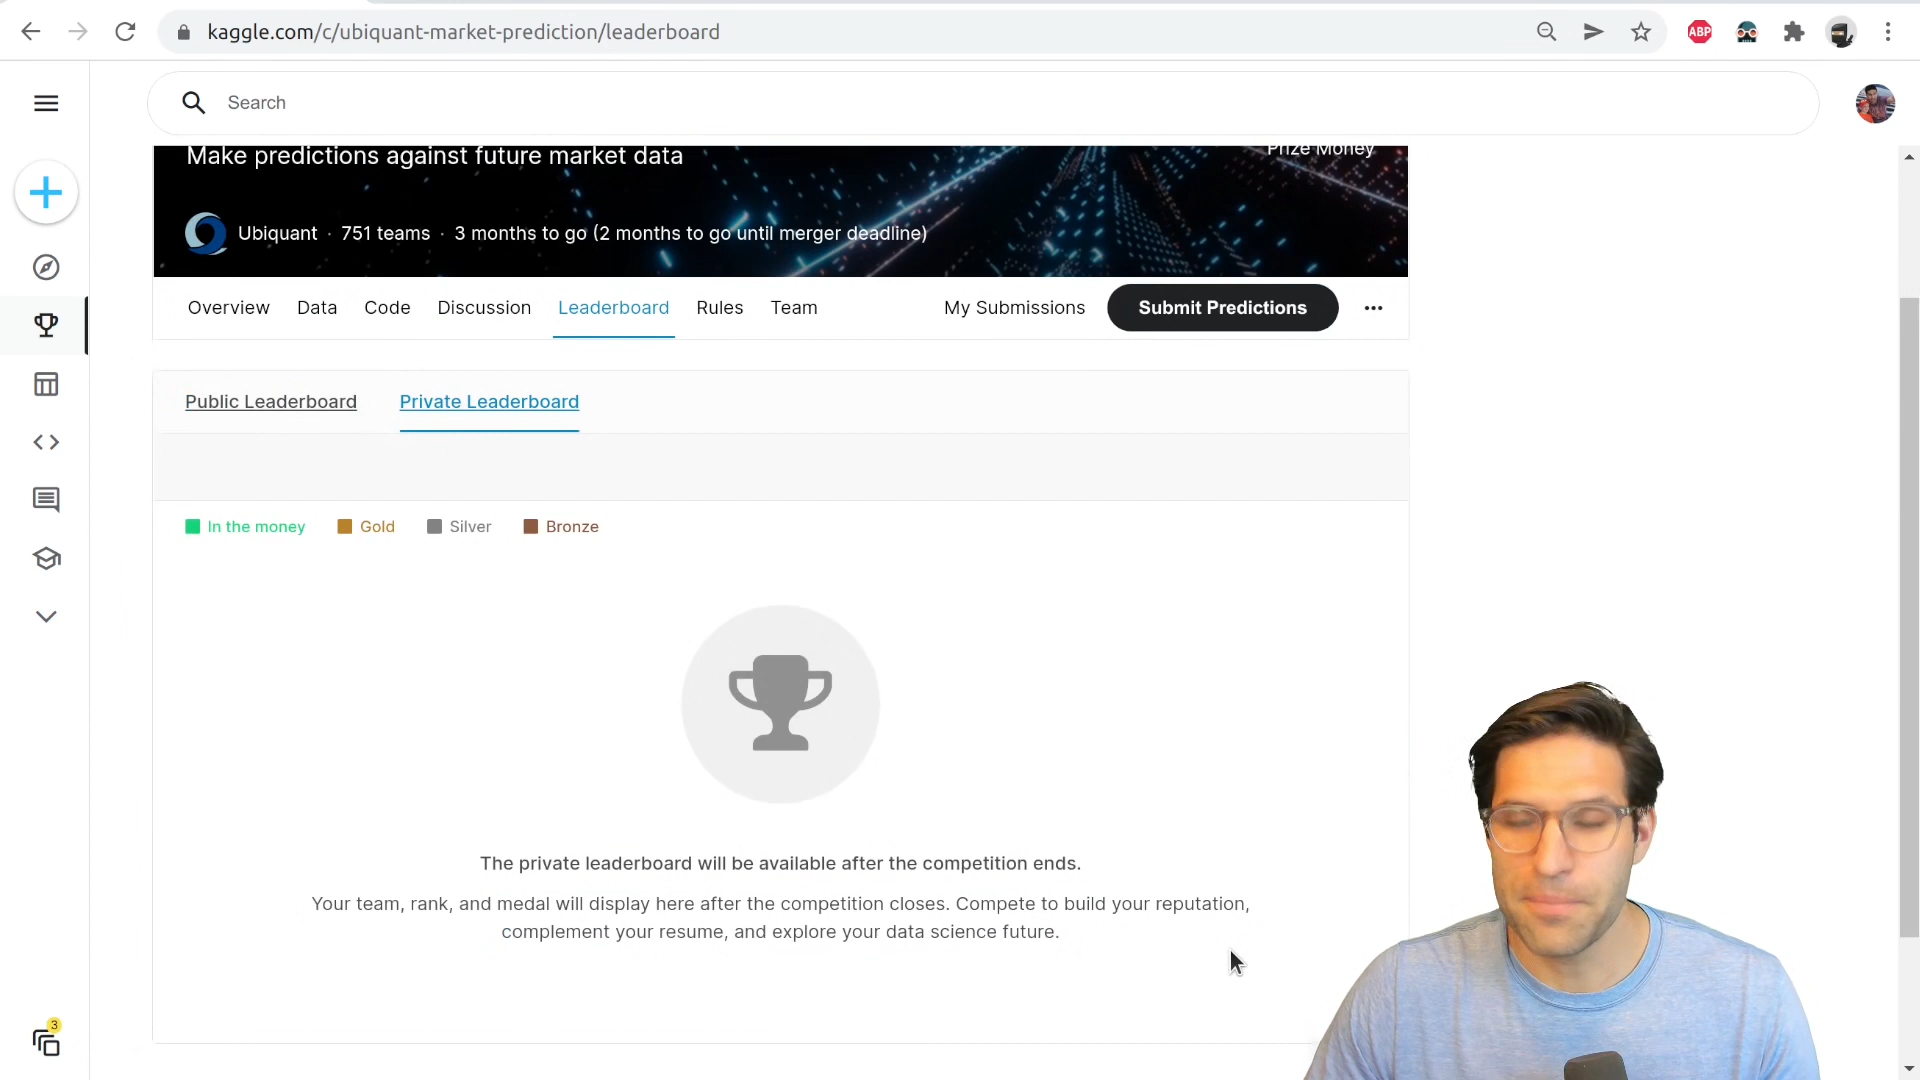 kaggle.com/c/ubiquant-market-prediction/leaderboard
ABP
Search
Make predictions against future market data
Prize Money
Ubiquant · 751 teams · 3 months to go (2 months to go until merger deadline)
Overview Data Code Discussion Leaderboard Rules Team My Submissions Submit Predictions
Public Leaderboard Private Leaderboard
In the money Gold Silver Bronze
The private leaderboard will be available after the competition ends.
Your team, rank, and medal will display here after the competition closes. Compete to build your reputation,
complement your resume, and explore your data science future.
3